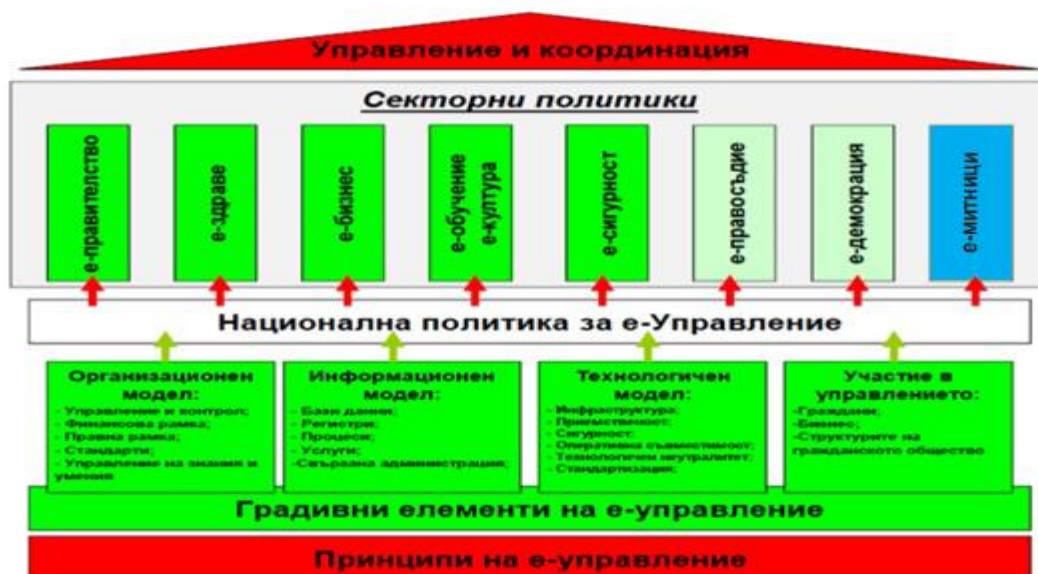 Управление и координация
Секторни политики
е-правителство
е-здраве
е-бизнес
е-обучение
е-култура
е-сигурност
е-правосъдие
е-демокрация
е-митници
Национална политика за е-Управление
Организационен
модел:
- Управление и контрол;
- Финансова рамка;
- Правна рамка;
- Стандарти;
- Управление на знания и
умения
Информационен
модел:
- Бази данни;
- Регистри;
- Процеси;
- Услуги;
-Свързана администрация;
Технологичен
модел:
- Инфраструктура;
- Приемственост;
- Сигурност;
- Оперативна съвместимост;
- Технологичен неутралитет;
- Стандартизация;
Участие в
управлението:
-Граждани;
-Бизнес;
-Структурите на
гражданското общество
Градивни елементи на е-управление
Принципи на е-управление